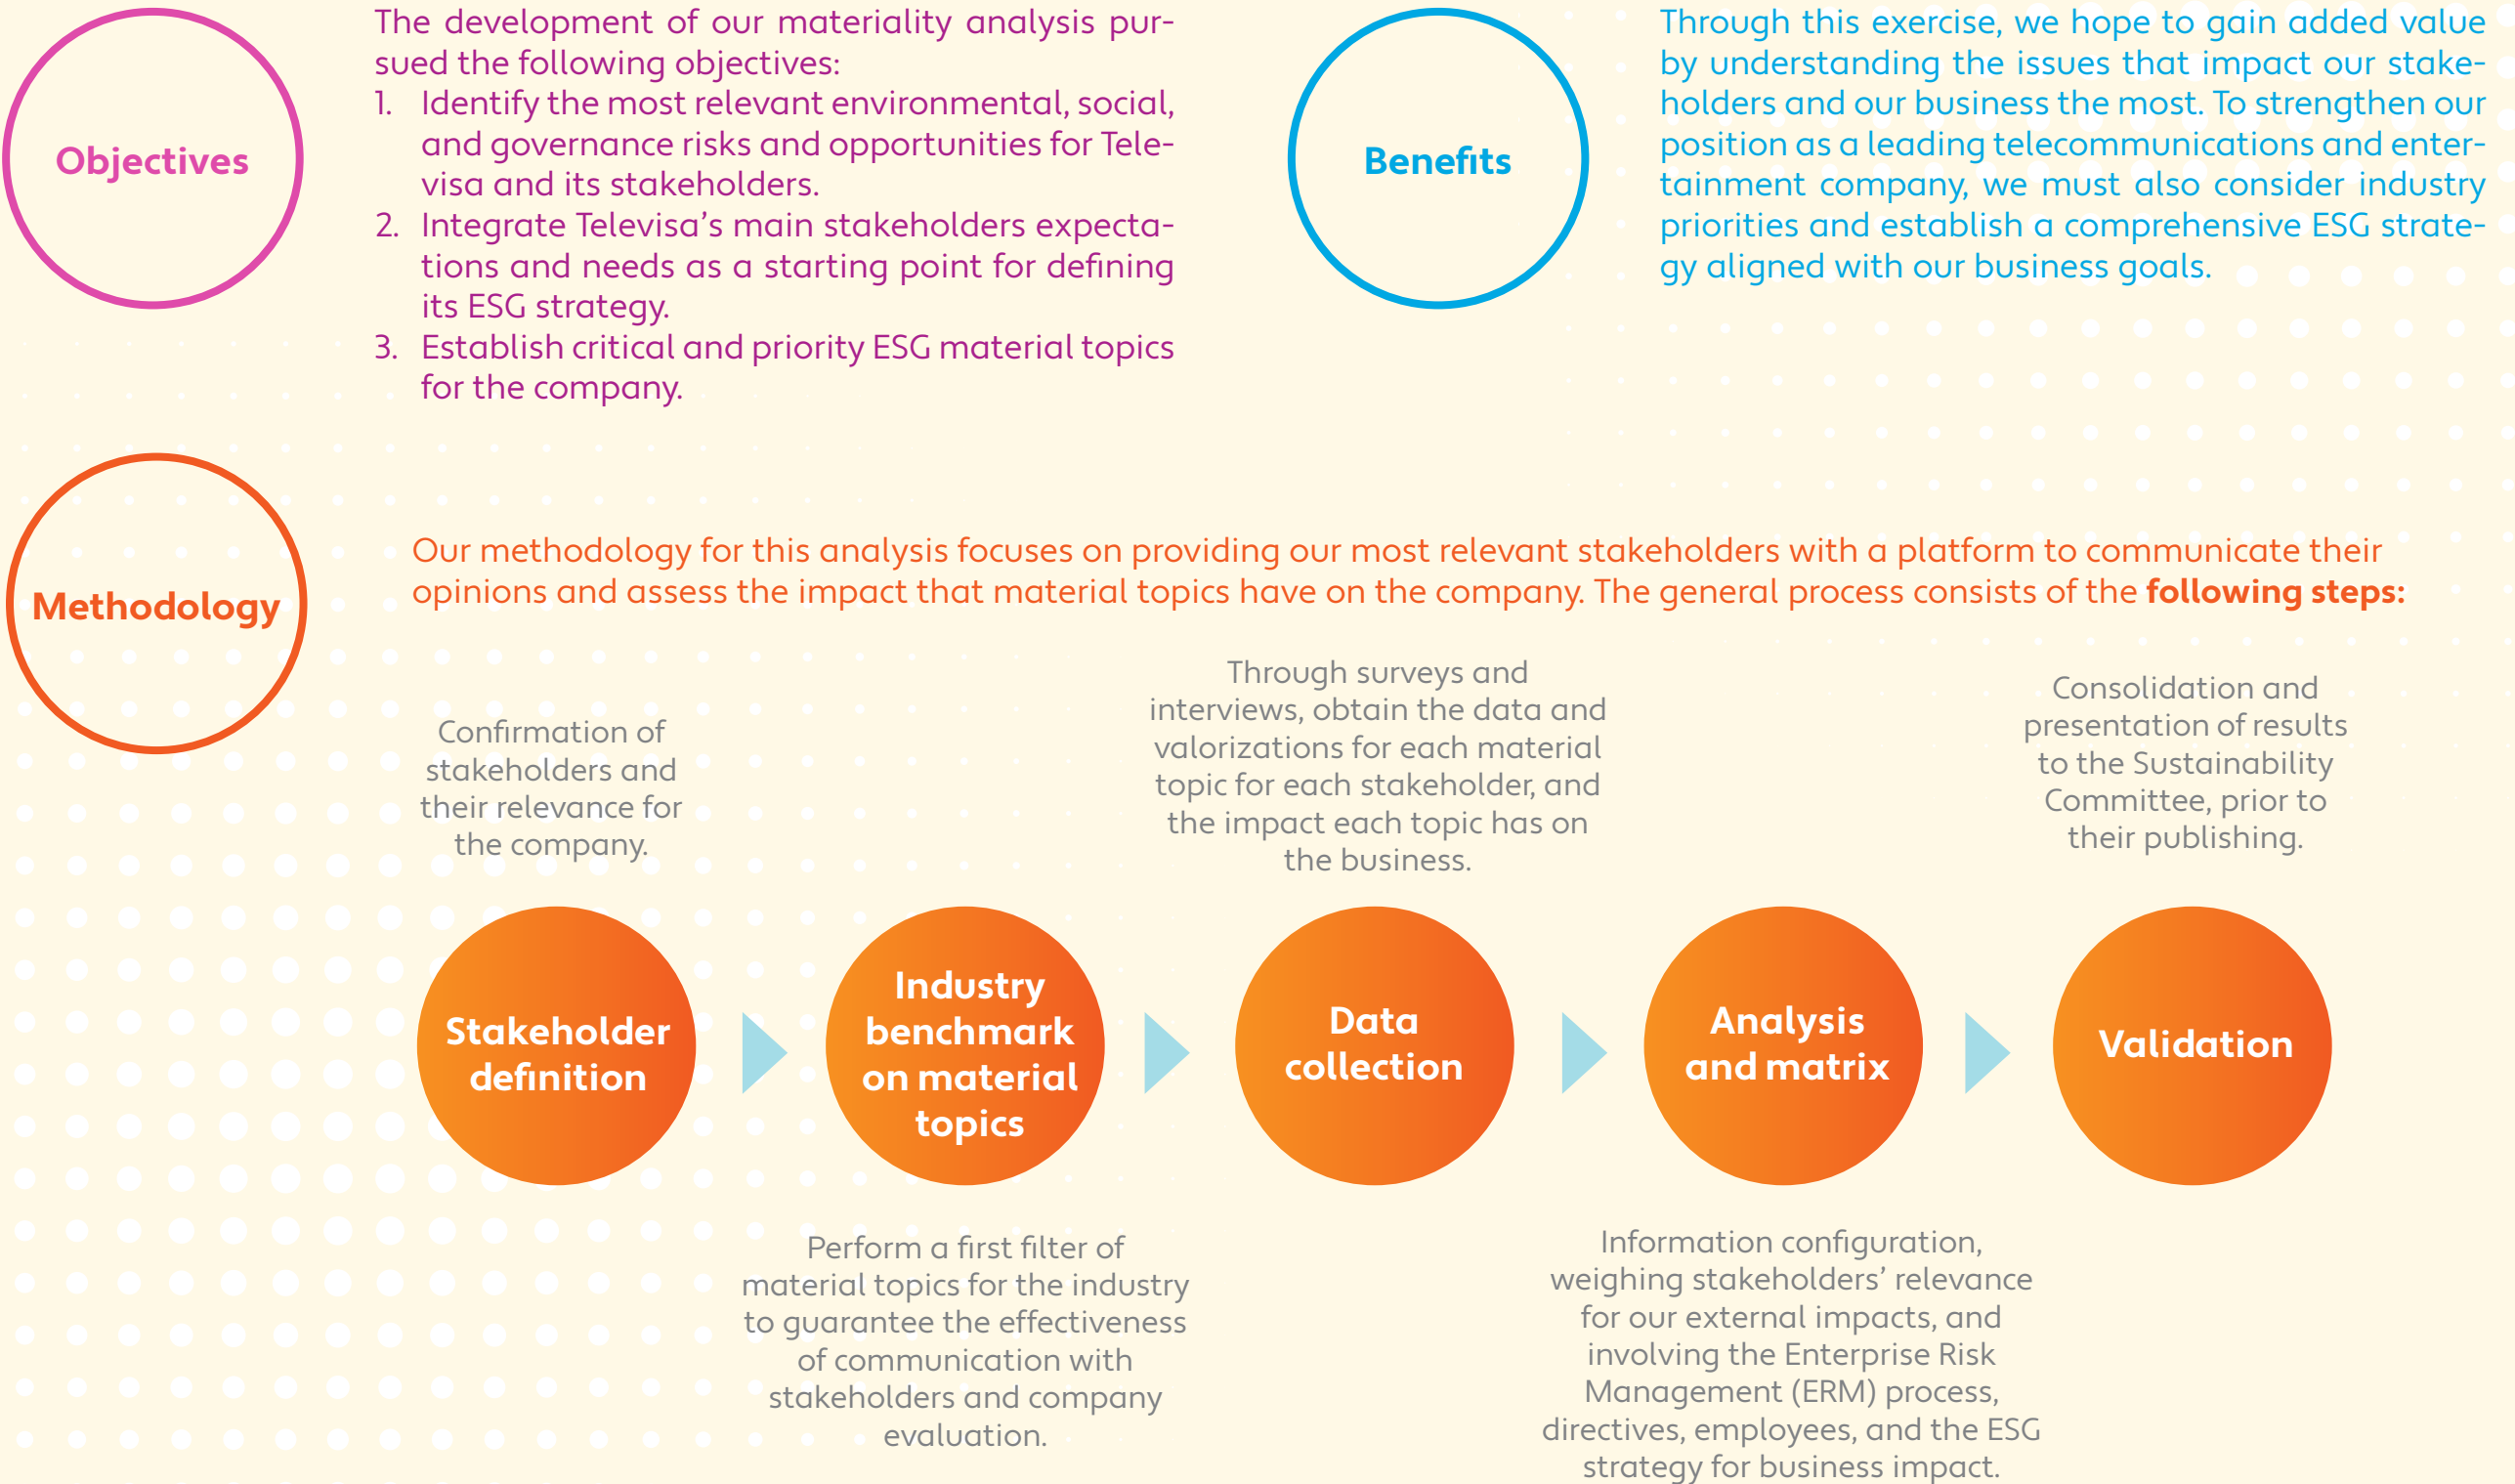 Objectives
The development of our materiality analysis pur-
sued the following objectives:
1. Identify the most relevant environmental, social,
and governance risks and opportunities for Tele-
visa and its stakeholders.
2. Integrate Televisa's main stakeholders expecta-
tions and needs as a starting point for defining
its ESG strategy.
3. Establish critical and priority ESG material topics
for the company.
Benefits
Through this exercise, we hope to gain added value
by understanding the issues that impact our stake-
holders and our business the most. To strengthen our
position as a leading telecommunications and enter-
tainment company, we must also consider industry
priorities and establish a comprehensive ESG strate-
gy aligned with our business goals.
Methodology
Our methodology for this analysis focuses on providing our most relevant stakeholders with a platform to communicate their
opinions and assess the impact that material topics have on the company. The general process consists of the following steps:
Confirmation of
stakeholders and
their relevance for
the company.
Stakeholder
definition
Industry
benchmark
on material
topics
Perform a first filter of
material topics for the industry
to guarantee the effectiveness
of communication with
stakeholders and company
evaluation.
Through surveys and
interviews, obtain the data and
valorizations for each material
topic for each stakeholder, and
the impact each topic has on
the business.
Data
collection
Analysis
and matrix
Information configuration,
weighing stakeholders' relevance
for our external impacts, and
involving the Enterprise Risk
Management (ERM) process,
directives, employees, and the ESG
strategy for business impact.
Consolidation and
presentation of results
to the Sustainability
Committee, prior to
their publishing.
Validation